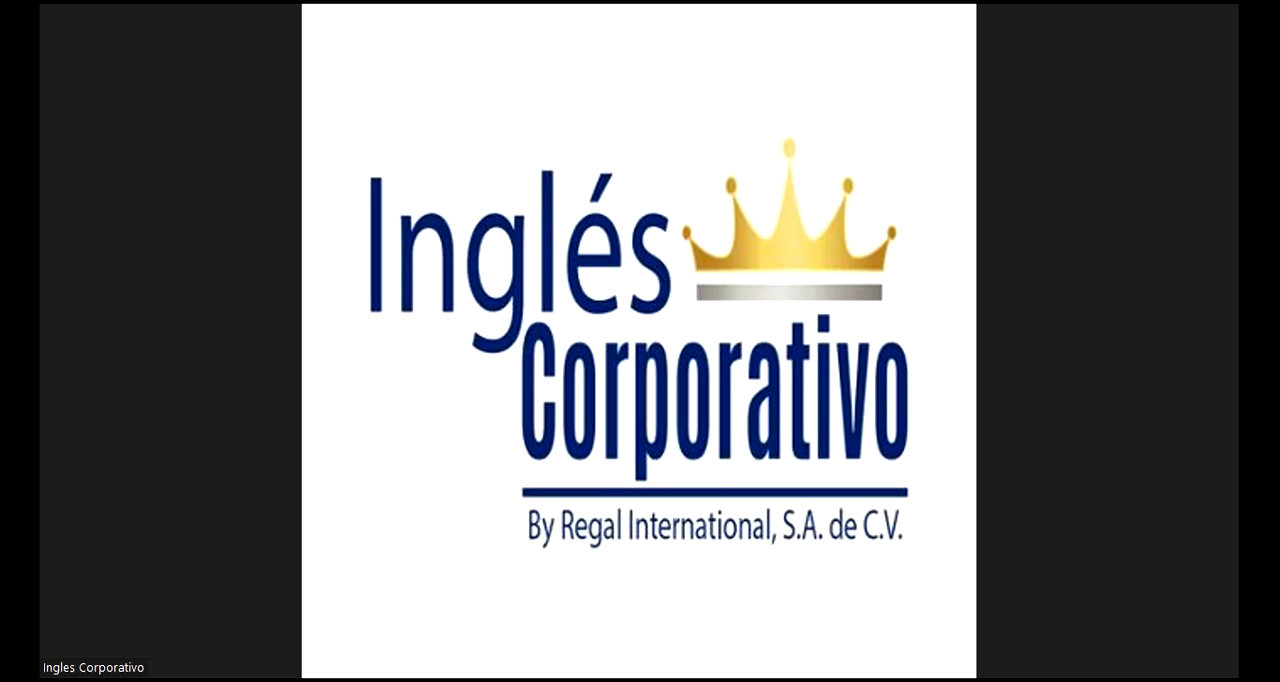 Inglés
Corporativo
By Regal International, S.A. de C.V.
Ingles Corporativo